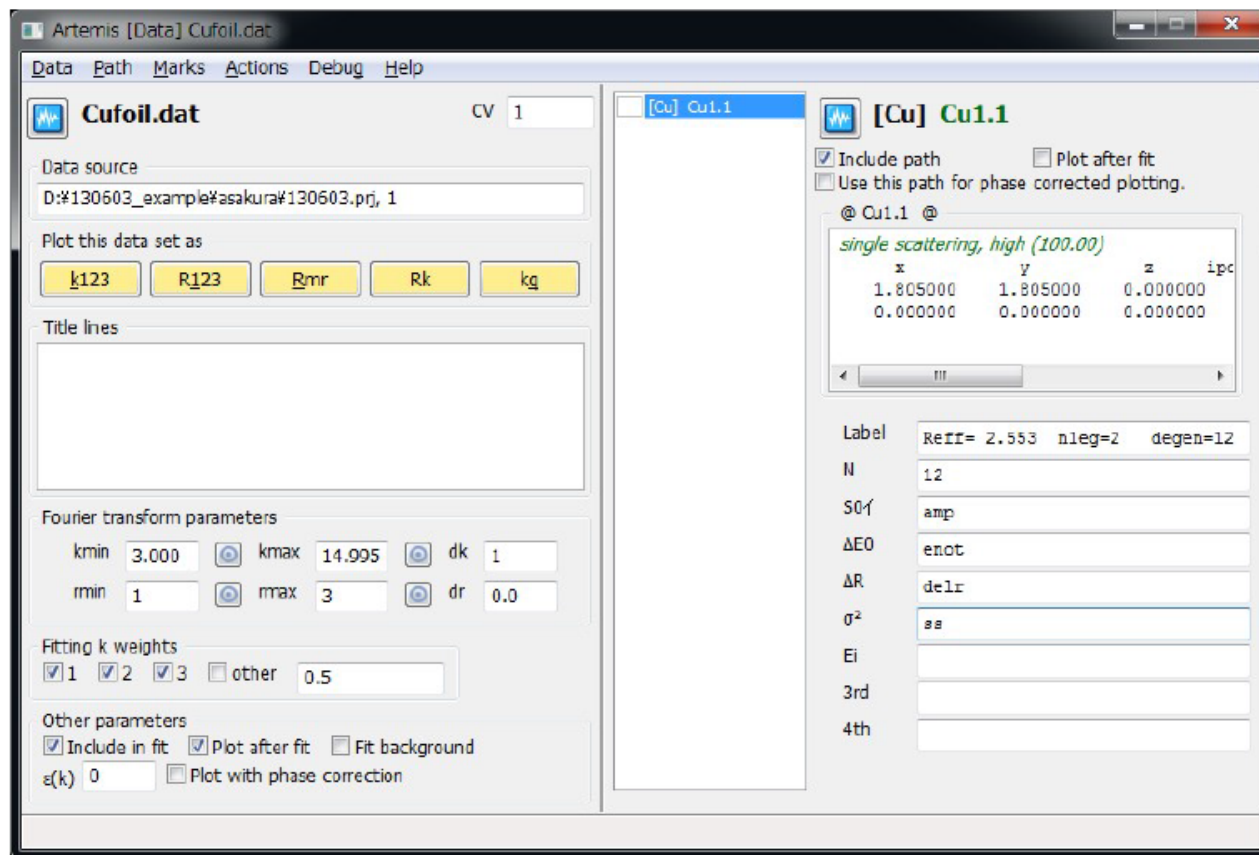 Artemis [Data] Cufoil.dat
Data Path Marks Actions Debug Help
Cufoil.dat
CV 1
Data source
D:¥130603_example¥asakura¥130603.prj, 1
Plot this data set as
k123 R123 Rmr Rk kq
Title lines
Fourier transform parameters
kmin 3.000 kmax 14.995 dk 1
rmin 1 rmax 3 dr 0.0
Fitting k weights
1 2 3 other 0.5
Other parameters
Include in fit Plot after fit Fit background
ε(k) 0 Plot with phase correction
[Cu] Cu1.1
[Cu] Cu1.1
Include path Plot after fit
Use this path for phase corrected plotting.
@ Cu1.1 @
single scattering, high (100.00)
x y z ipo
1.805000 1.805000 0.000000
0.000000 0.000000 0.000000
Label Reff= 2.553 nleg=2 degen=12
N 12
S0イ amp
ΔE0 enot
ΔR delr
σ² ss
Ei
3rd
4th